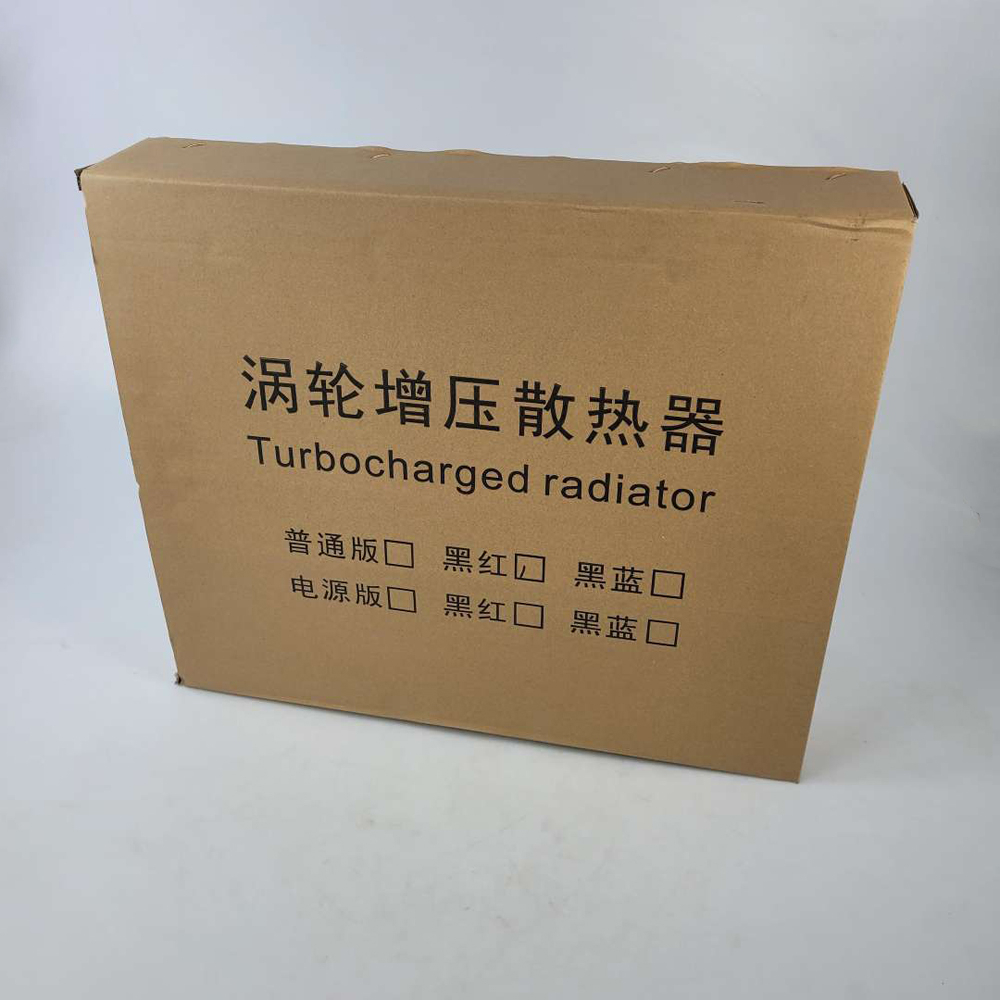 涡轮增压散热器
Turbocharged radiator
普通版□ 黑红□ 黑蓝□
电源版□ 黑红□ 黑蓝□